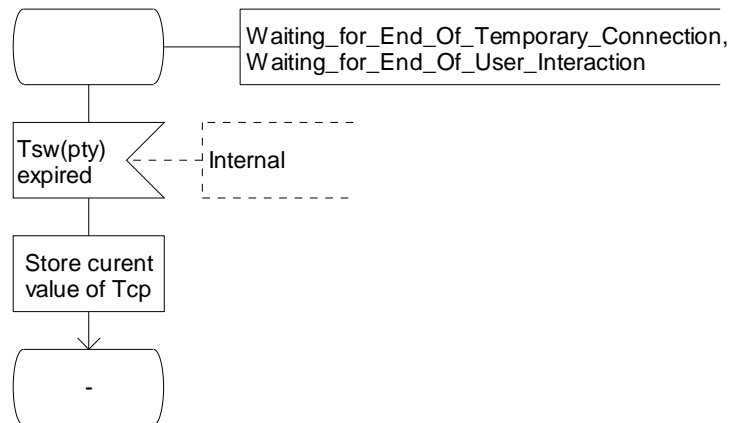 Waiting_for_End_Of_Temporary_Connection,
Waiting_for_End_Of_User_Interaction
Tsw(pty)
expired
Internal
Store curent
value of Tcp
-